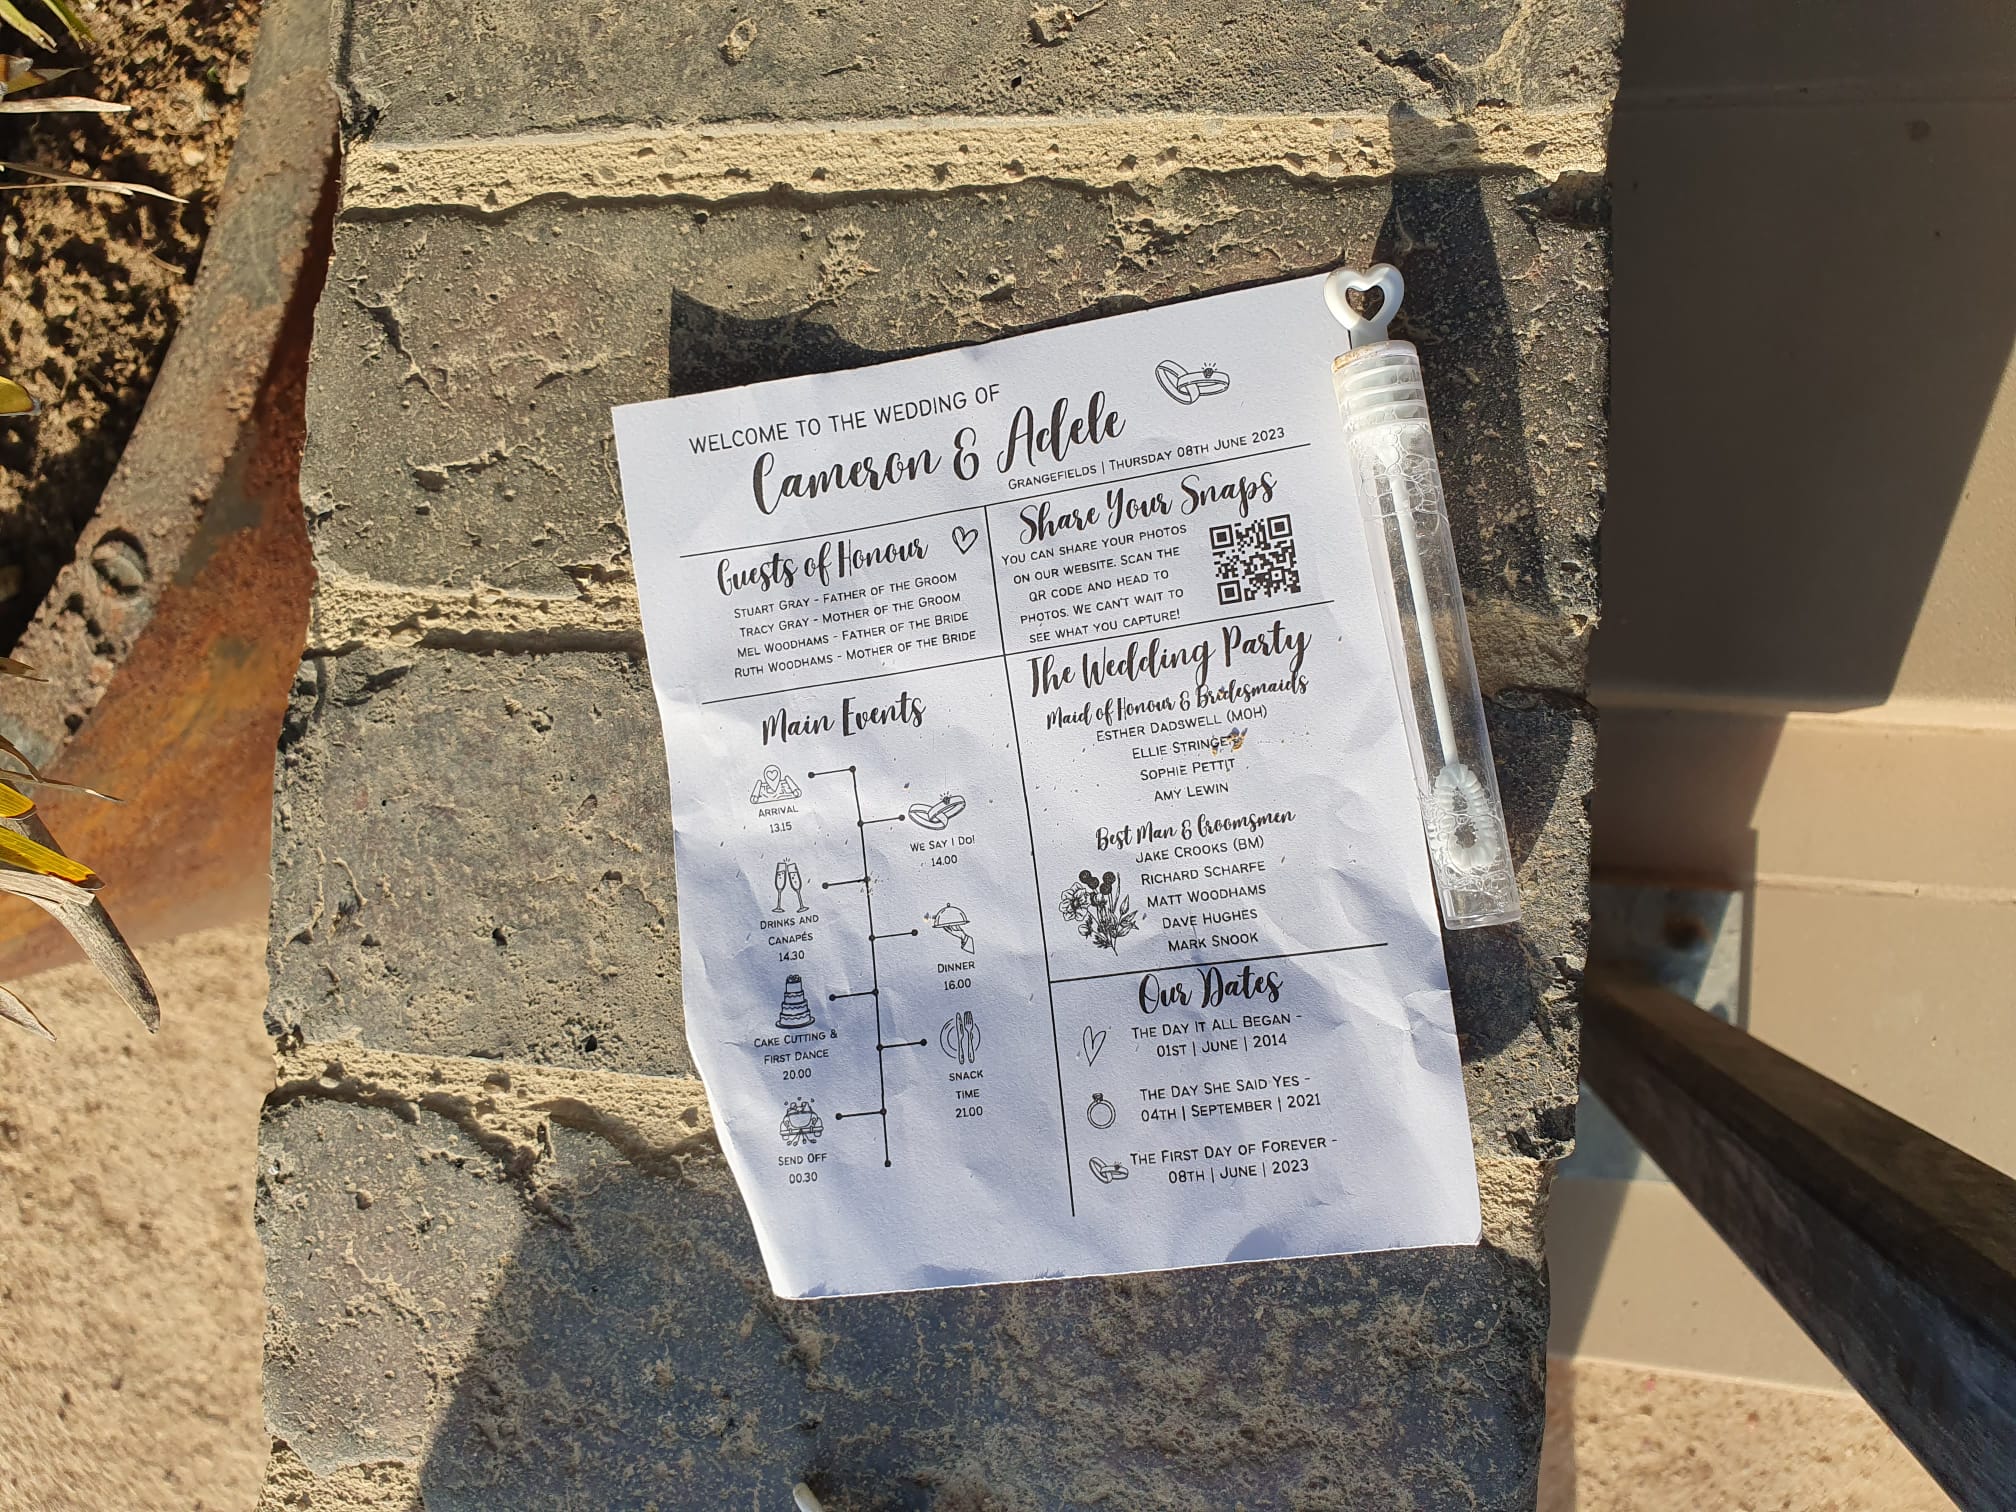 WELCOME TO THE WEDDING OF
Cameron & Adele
GRANGEFIELDS | THURSDAY 08TH JUNE 2023
Guests of Honour
STUART GRAY - FATHER OF THE GROOM
TRACY GRAY - MOTHER OF THE GROOM
MEL WOODHAMS - FATHER OF THE BRIDE
RUTH WOODHAMS - MOTHER OF THE BRIDE
Share Your Snaps
YOU CAN SHARE YOUR PHOTOS
ON OUR WEBSITE. SCAN THE
QR CODE AND HEAD TO
PHOTOS. WE CAN'T WAIT TO
SEE WHAT YOU CAPTURE!
Main Events
ARRIVAL
13.15
WE SAY I DO!
14.00
DRINKS AND
CANAPÉS
14.30
DINNER
16.00
CAKE CUTTING &
FIRST DANCE
20.00
SNACK
TIME
21.00
SEND OFF
00.30
The Wedding Party
Maid of Honour & Bridesmaids
ESTHER DADSWELL (MOH)
ELLIE STRINGER
SOPHIE PETTIT
AMY LEWIN
Best Man & Groomsmen
JAKE CROOKS (BM)
RICHARD SCHARFE
MATT WOODHAMS
DAVE HUGHES
MARK SNOOK
Our Dates
THE DAY IT ALL BEGAN -
01ST | JUNE | 2014
THE DAY SHE SAID YES -
04TH | SEPTEMBER | 2021
THE FIRST DAY OF FOREVER -
08TH | JUNE | 2023